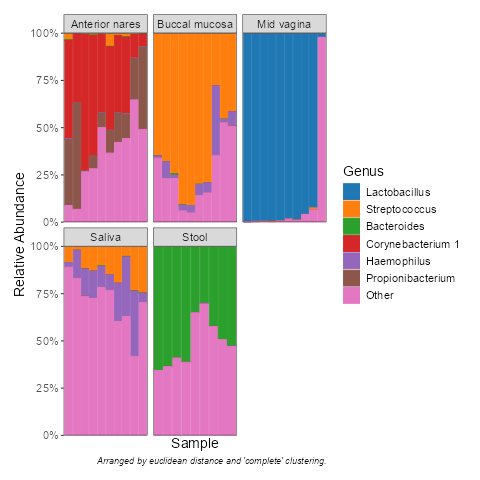 Anterior nares
Buccal mucosa
Mid vagina
100%
75%
50%
25%
0%
Saliva
Stool
100%
75%
50%
25%
0%
Relative Abundance
Sample
Arranged by euclidean distance and 'complete' clustering.
Genus
Lactobacillus
Streptococcus
Bacteroides
Corynebacterium 1
Haemophilus
Propionibacterium
Other